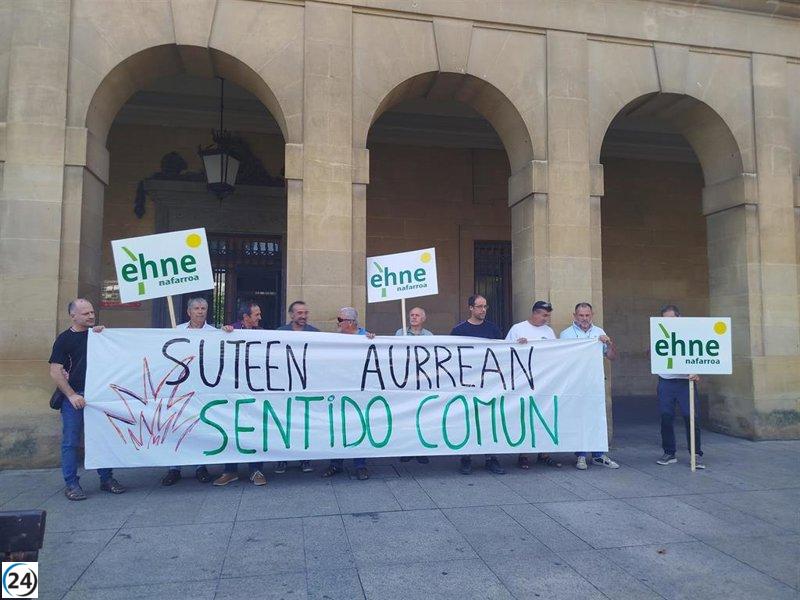 ehne
nafarroa
ehne
nafarroa
ehne
nafarroa
SUTEEN AURREAN
SENTIDO COMUN
24